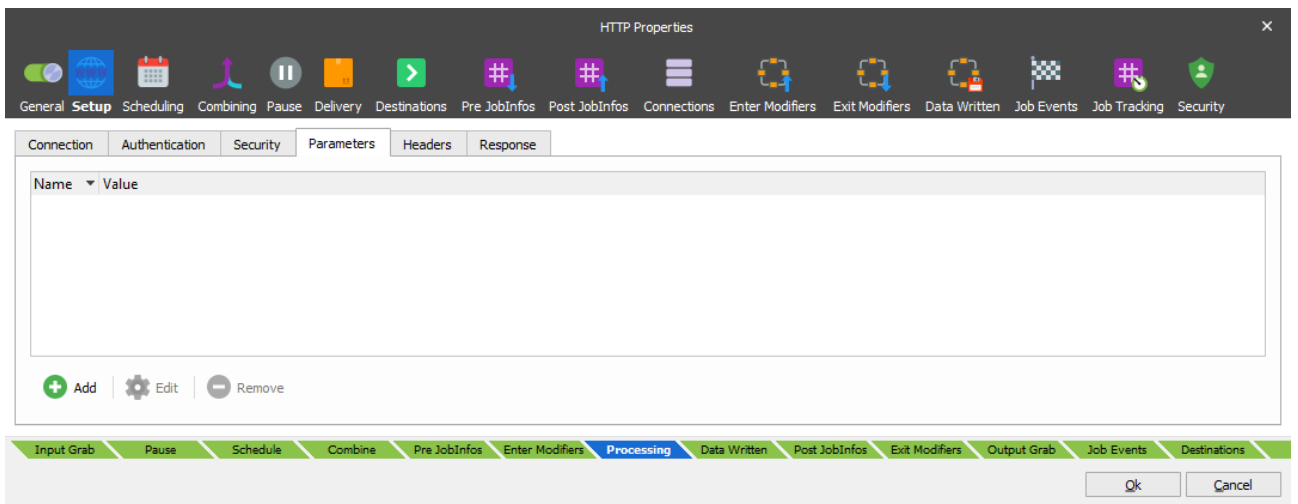 HTTP Properties
General Setup Scheduling Combining Pause Delivery Destinations Pre JobInfos Post JobInfos Connections Enter Modifiers Exit Modifiers Data Written Job Events Job Tracking Security
Connection Authentication Security Parameters Headers Response
Name Value
Add Edit Remove
Input Grab Pause Schedule Combine Pre JobInfos Enter Modifiers Processing Data Written Post JobInfos Exit Modifiers Output Grab Job Events Destinations
Ok Cancel